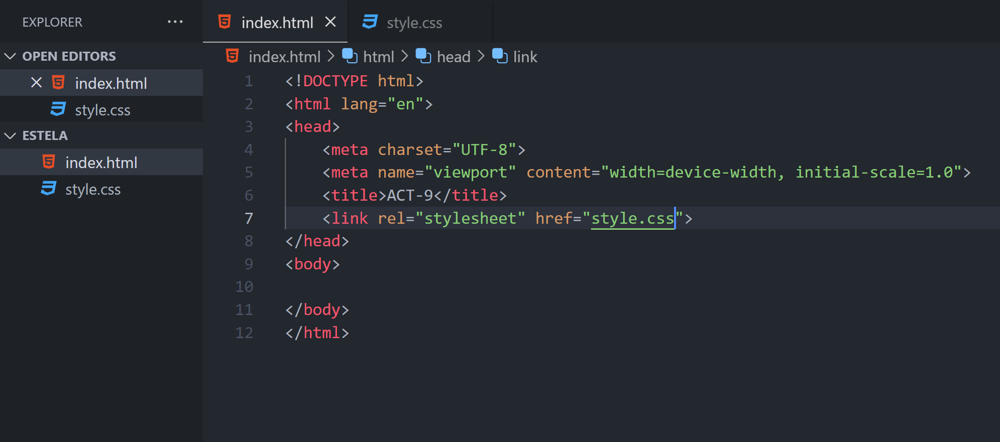 EXPLORER ···
OPEN EDITORS
index.html
style.css
ESTELA
index.html
style.css
index.html style.css
index.html > html > head > link
1 <!DOCTYPE html>
2 <html lang="en">
3 <head>
4     <meta charset="UTF-8">
5     <meta name="viewport" content="width=device-width, initial-scale=1.0">
6     <title>ACT-9</title>
7     <link rel="stylesheet" href="style.css">
8 </head>
9 <body>
10
11 </body>
12 </html>